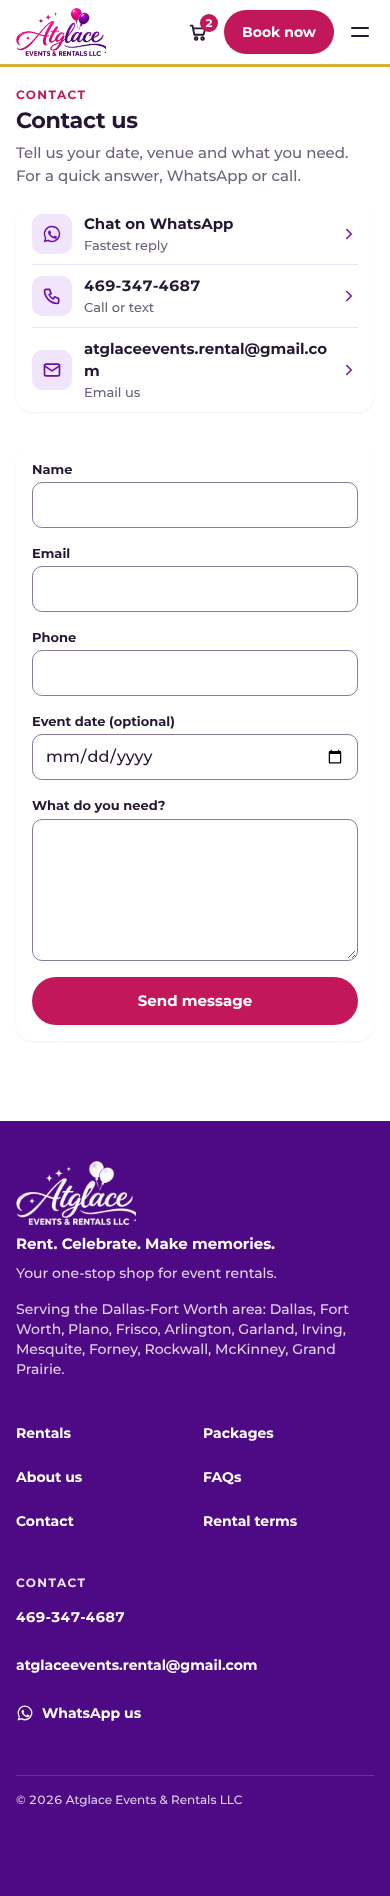 Atglace
EVENTS & RENTALS LLC
2
Book now
CONTACT
Contact us
Tell us your date, venue and what you need.
For a quick answer, WhatsApp or call.
Chat on WhatsApp
Fastest reply
469-347-4687
Call or text
atglaceevents.rental@gmail.co
m
Email us
Name
Email
Phone
Event date (optional)
mm/dd/yyyy
What do you need?
Send message
Atglace
EVENTS & RENTALS LLC
Rent. Celebrate. Make memories.
Your one-stop shop for event rentals.
Serving the Dallas-Fort Worth area: Dallas, Fort
Worth, Plano, Frisco, Arlington, Garland, Irving,
Mesquite, Forney, Rockwall, McKinney, Grand
Prairie.
Rentals
Packages
About us
FAQs
Contact
Rental terms
CONTACT
469-347-4687
atglaceevents.rental@gmail.com
WhatsApp us
© 2026 Atglace Events & Rentals LLC